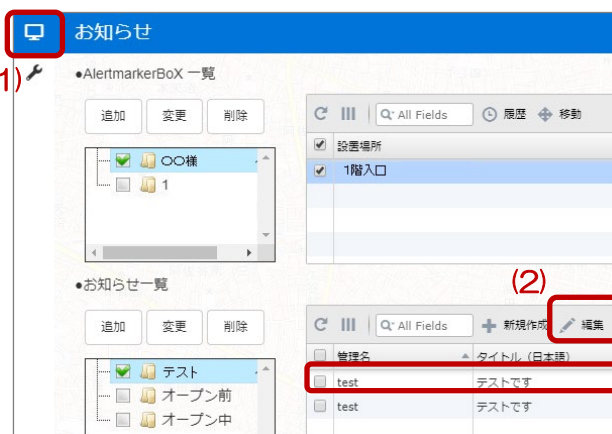 お知らせ
1)
●AlertmarkerBoX 一覧
追加 変更 削除
All Fields 履歴 移動
設置場所
〇〇様
1階入口
1
(2)
●お知らせ一覧
追加 変更 削除
All Fields 新規作成 編集
管理名 タイトル（日本語）
テスト
test テストです
オープン前
test テストです
オープン中